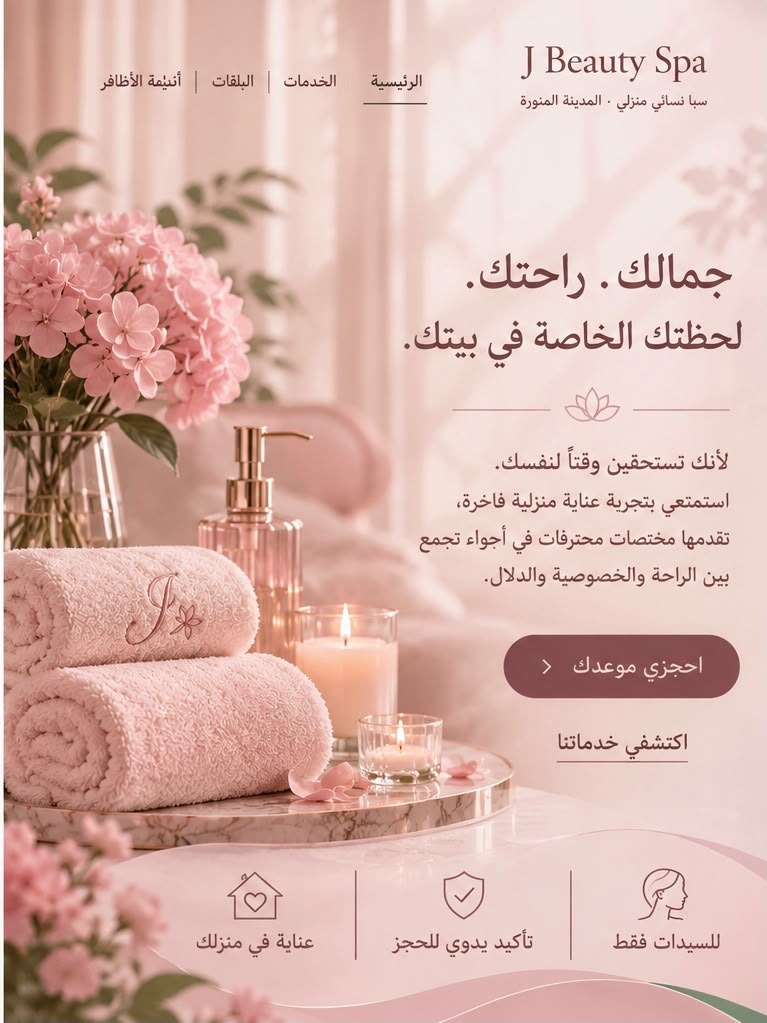 J Beauty Spa
سبا نسائي منزلي · المدينة المنورة
الرئيسية | الخدمات | البلقات | الأظافر
جمالك. راحتك.
لحظتك الخاصة في بيتك.
لأنك تستحقين وقتاً لنفسك.
استمتعي بتجربة عناية منزلية فاخرة،
تقدمها مختصات محترفات في أجواء تجمع
بين الراحة والخصوصية والدلال.
احجزي موعدك
اكتشفي خدماتنا
J
للسيدات فقط
تأكيد يدوي للحجز
عناية في منزلك